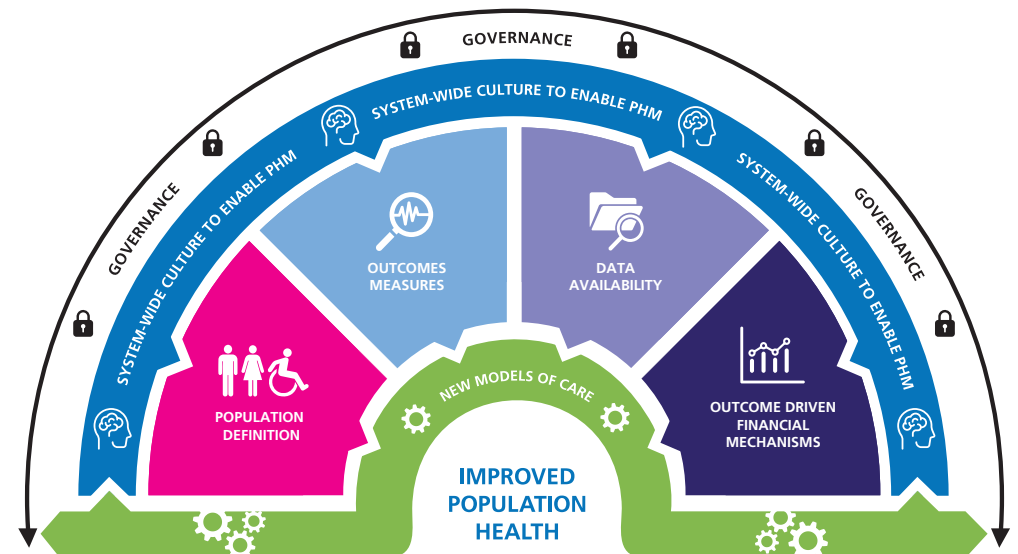 GOVERNANCE
GOVERNANCE
GOVERNANCE
SYSTEM-WIDE CULTURE TO ENABLE PHM
SYSTEM-WIDE CULTURE TO ENABLE PHM
SYSTEM-WIDE CULTURE TO ENABLE PHM
POPULATION
DEFINITION
OUTCOMES
MEASURES
DATA
AVAILABILITY
OUTCOME DRIVEN
FINANCIAL
MECHANISMS
NEW MODELS OF CARE
IMPROVED
POPULATION
HEALTH